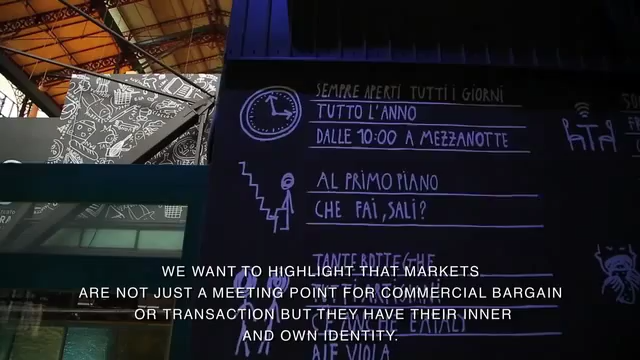 SEMPRE APERTI TUTTI I GIORNI
TUTTO L'ANNO
DALLE 10:00 A MEZZANOTTE
AL PRIMO PIANO
CHE FAI, SALI?
TANTE BOTTEGHE
WE WANT TO HIGHLIGHT THAT MARKETS
ARE NOT JUST A MEETING POINT FOR COMMERCIAL BARGAIN
OR TRANSACTION BUT THEY HAVE THEIR INNER
AND OWN IDENTITY.